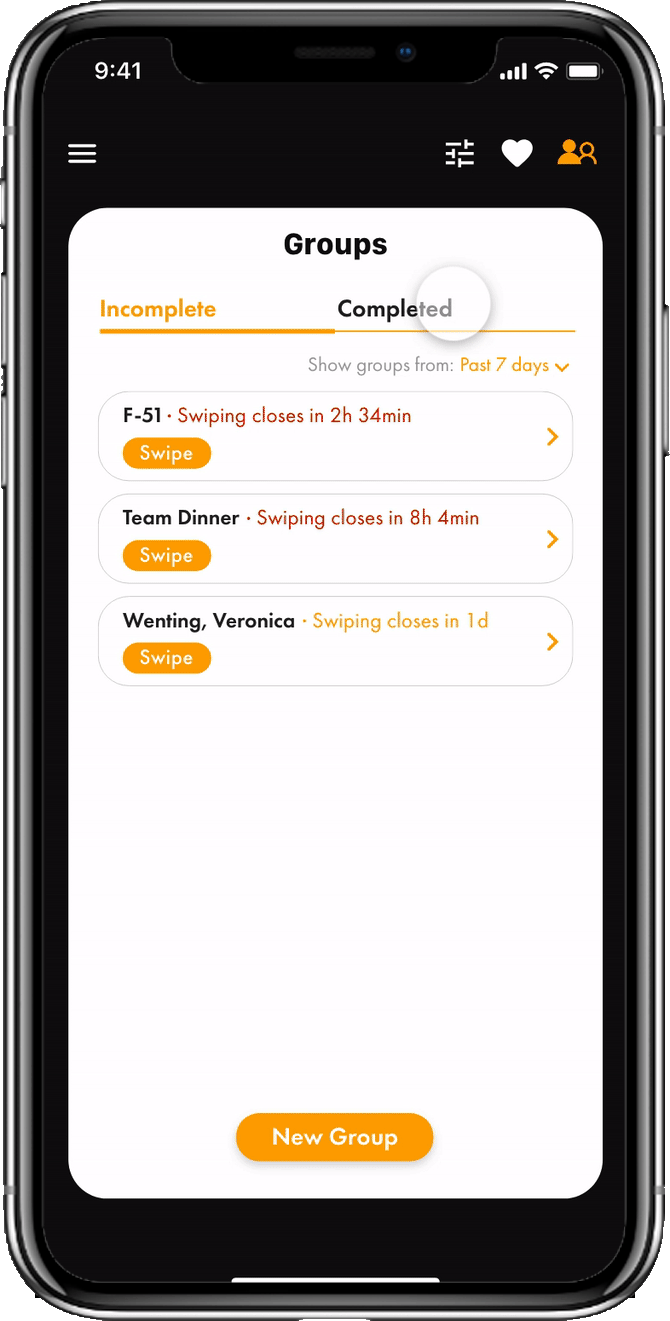 9:41
Groups
Incomplete Completed
Show groups from: Past 7 days
F-51 · Swiping closes in 2h 34min
Swipe
Team Dinner · Swiping closes in 8h 4min
Swipe
Wenting, Veronica · Swiping closes in 1d
Swipe
New Group